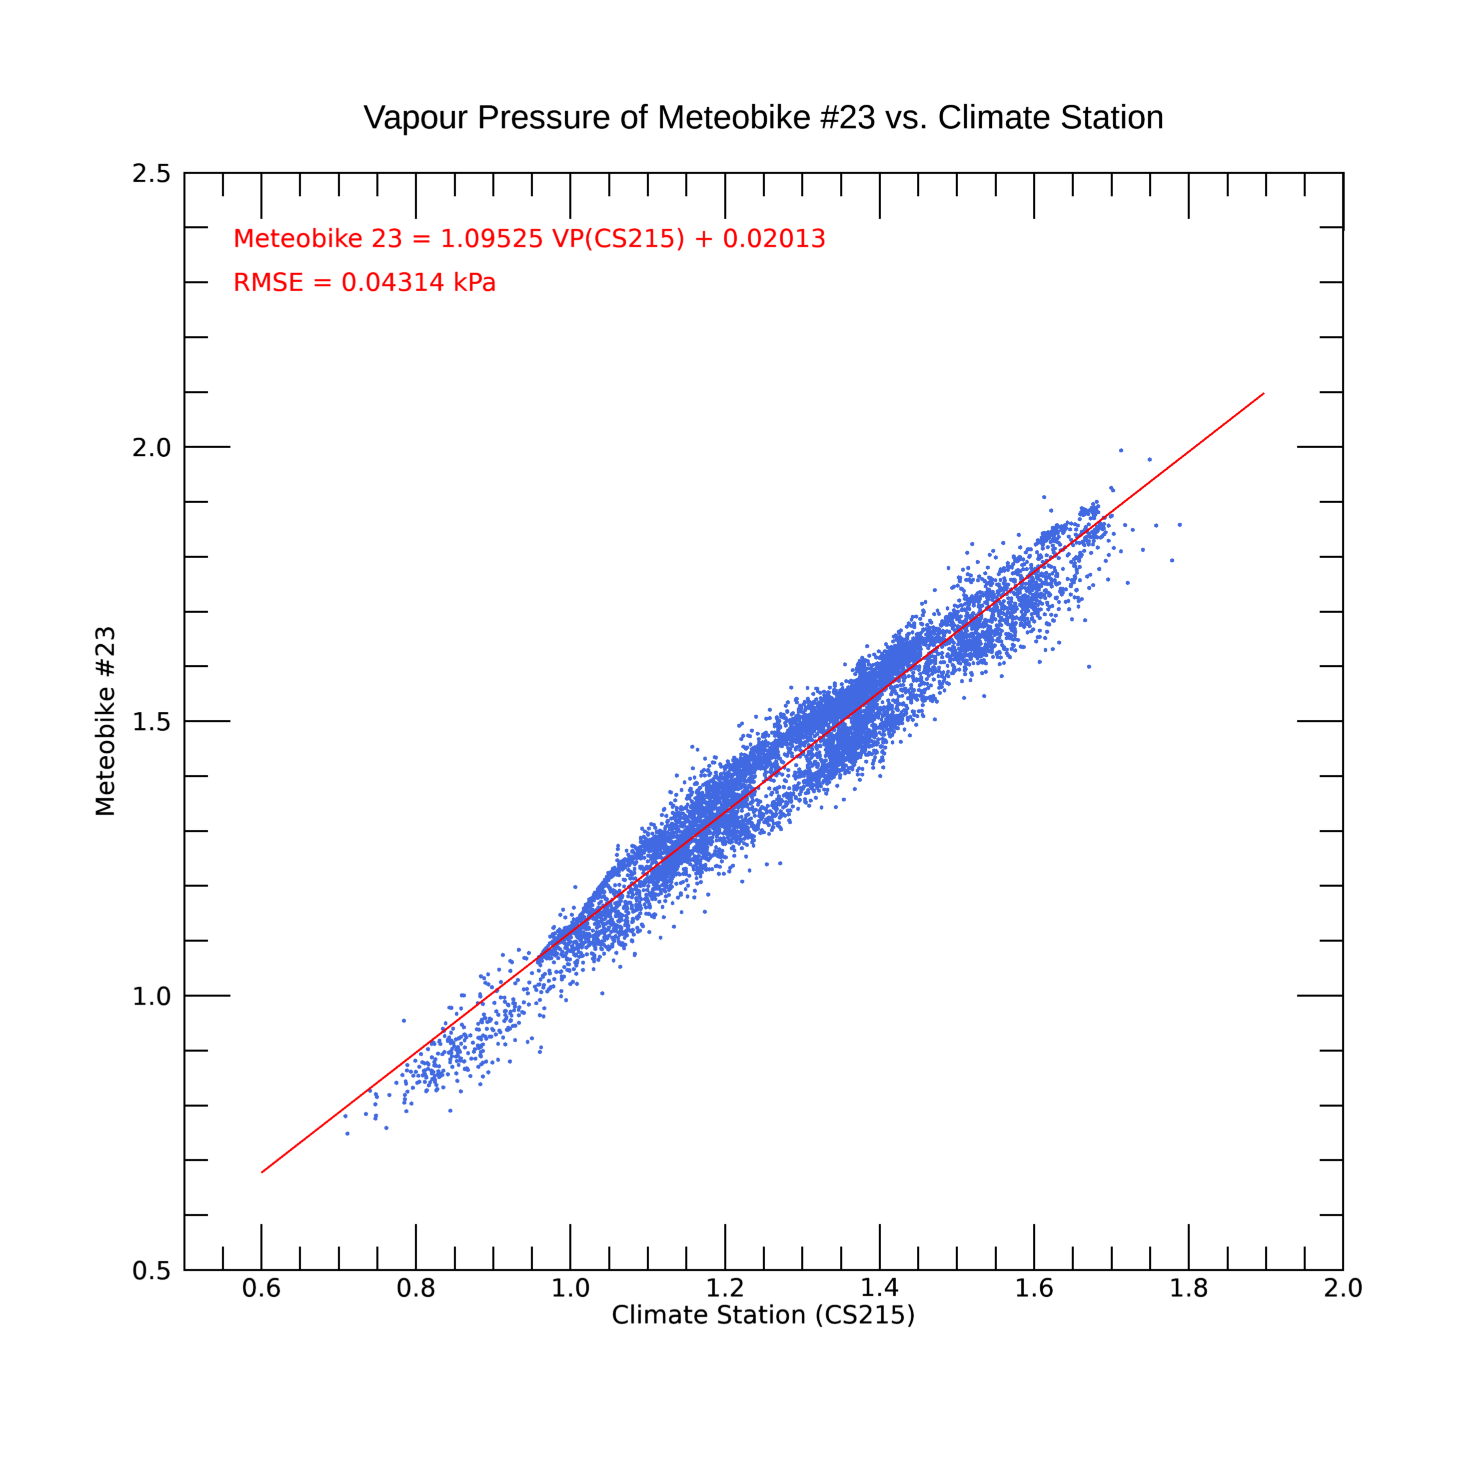 Vapour Pressure of Meteobike #23 vs. Climate Station
2.5
Meteobike 23 = 1.09525 VP(CS215) + 0.02013
RMSE = 0.04314 kPa
2.0
Meteobike #23
1.5
1.0
0.5
0.6 0.8 1.0 1.2 1.4 1.6 1.8 2.0
Climate Station (CS215)